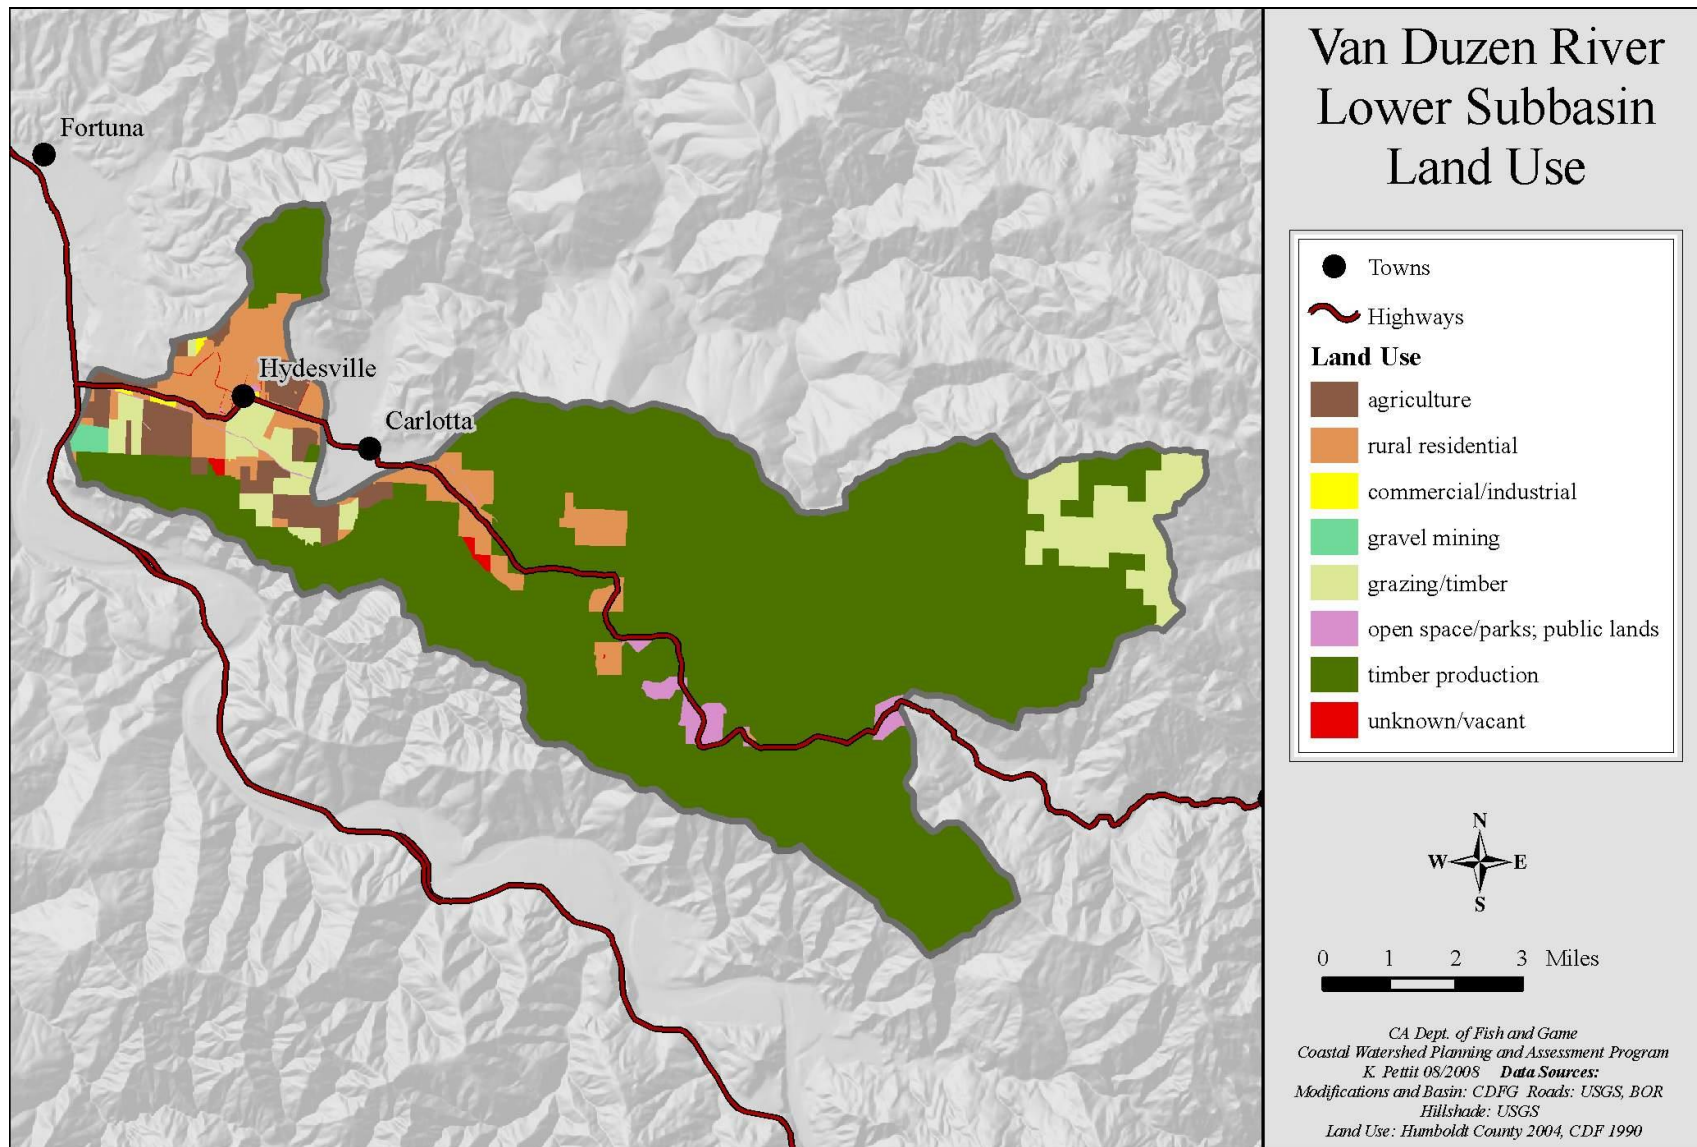 Van Duzen River
Lower Subbasin
Land Use
Fortuna
Hydesville
Carlotta
Towns
Highways
Land Use
agriculture
rural residential
commercial/industrial
gravel mining
grazing/timber
open space/parks; public lands
timber production
unknown/vacant
N
W E
S
0 1 2 3 Miles
CA Dept. of Fish and Game
Coastal Watershed Planning and Assessment Program
K. Pettit 08/2008 Data Sources:
Modifications and Basin: CDFG Roads: USGS, BOR
Hillshade: USGS
Land Use: Humboldt County 2004, CDF 1990